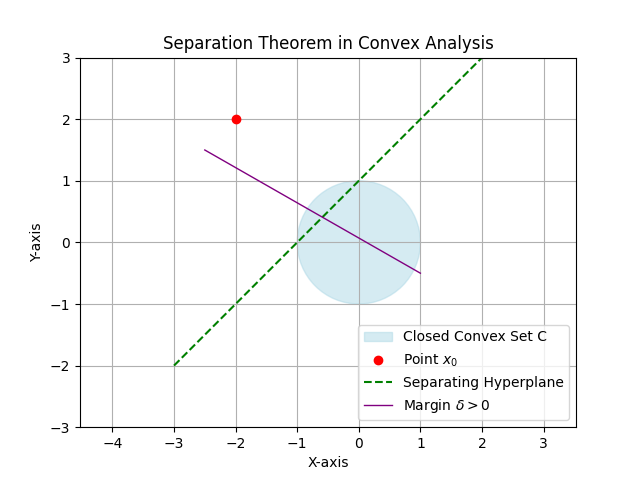 Separation Theorem in Convex Analysis
3
2
1
0
−1
−2
−3
Y-axis
−4
−3
−2
−1
0
1
2
3
X-axis
Closed Convex Set C
Point $x_0$
Separating Hyperplane
Margin $\delta > 0$